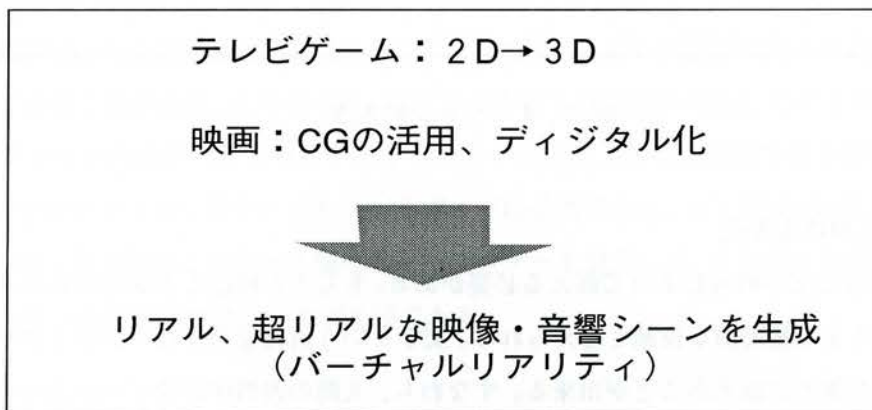 テレビゲーム：２D→３D
映画：CGの活用、ディジタル化
リアル、超リアルな映像・音響シーンを生成
（バーチャルリアリティ）